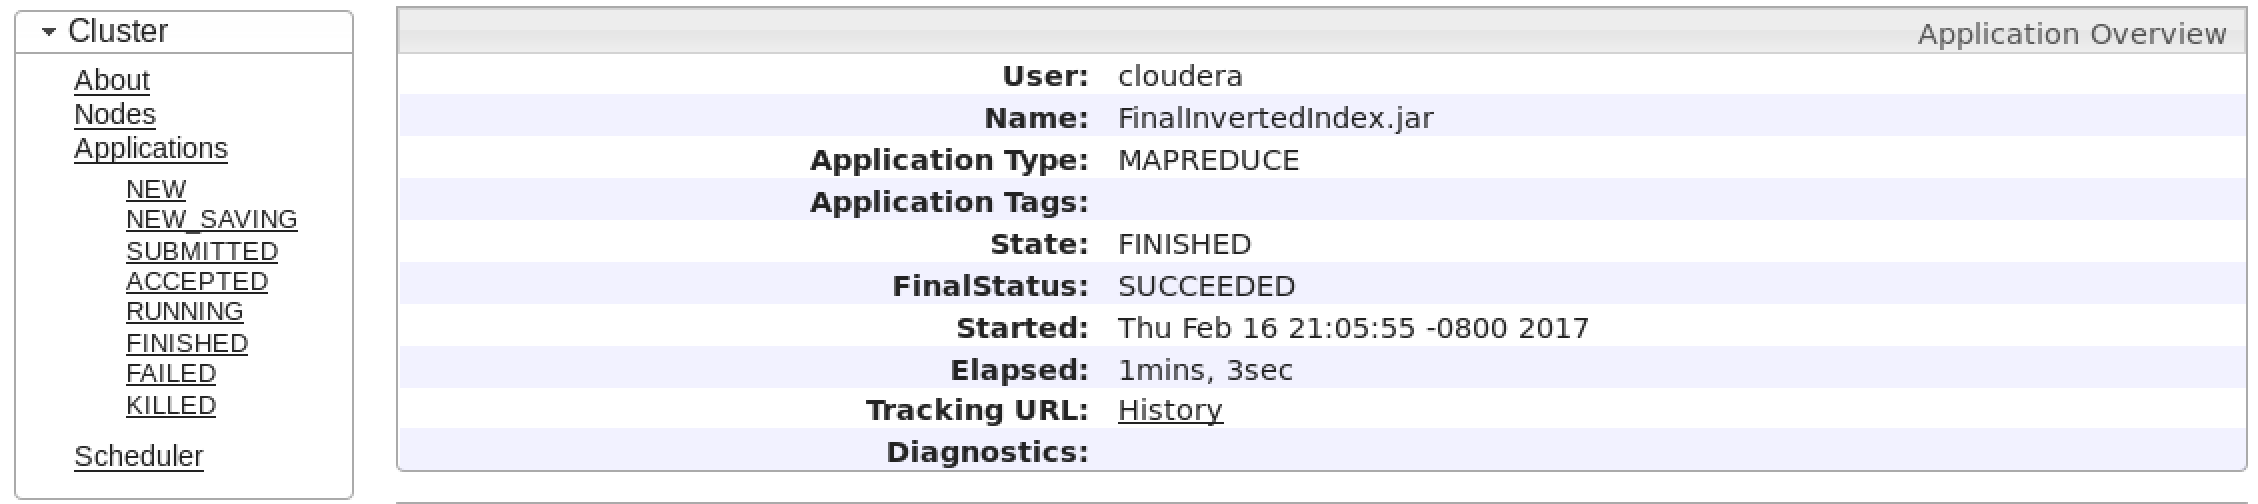 Cluster
About
Nodes
Applications
NEW
NEW_SAVING
SUBMITTED
ACCEPTED
RUNNING
FINISHED
FAILED
KILLED
Scheduler
Application Overview
User: cloudera
Name: FinalInvertedIndex.jar
Application Type: MAPREDUCE
Application Tags:
State: FINISHED
FinalStatus: SUCCEEDED
Started: Thu Feb 16 21:05:55 -0800 2017
Elapsed: 1mins, 3sec
Tracking URL: History
Diagnostics: